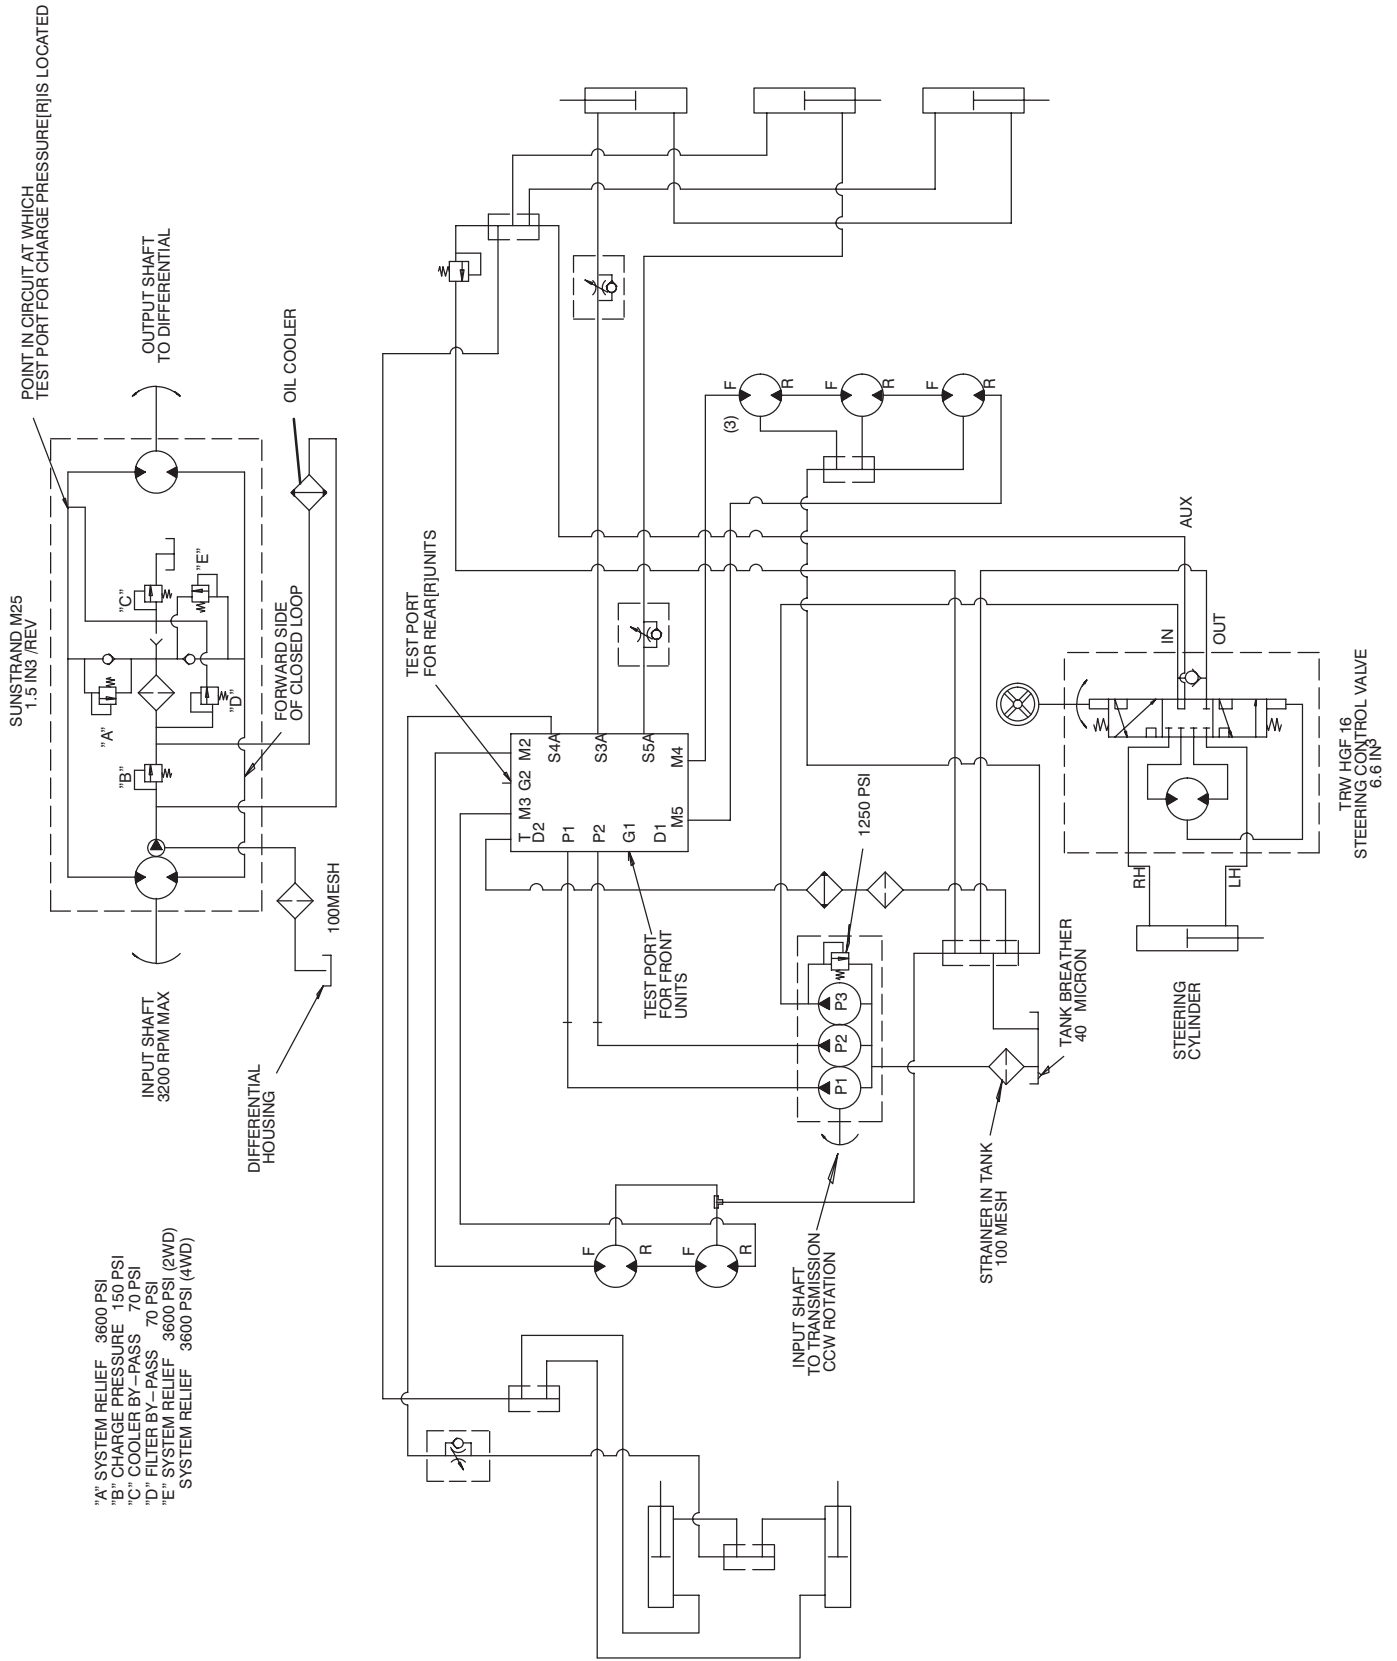 POINT IN CIRCUIT AT WHICH
TEST PORT FOR CHARGE PRESSURE[R]IS LOCATED
SUNSTRAND M25
1.5 IN3 /REV
OUTPUT SHAFT
TO DIFFERENTIAL
OIL COOLER
"A"
"B"
"C"
"D"
"E"
FORWARD SIDE
OF CLOSED LOOP
100MESH
INPUT SHAFT
3200 RPM MAX
DIFFERENTIAL
HOUSING
"A" SYSTEM RELIEF 3600 PSI
"B" CHARGE PRESSURE 150 PSI
"C" COOLER BY–PASS 70 PSI
"D" FILTER BY–PASS 70 PSI
"E" SYSTEM RELIEF 3600 PSI (2WD)
SYSTEM RELIEF 3600 PSI (4WD)
TEST PORT
FOR REAR[R]UNITS
T
D2
M3
G2
M2
S4A
P1
P2
S3A
G1
D1
S5A
M5
M4
TEST PORT
FOR FRONT
UNITS
1250 PSI
(3)
F
R
F
R
F
R
F
R
F
R
P1
P2
P3
INPUT SHAFT
TO TRANSMISSION
CCW ROTATION
STRAINER IN TANK
100 MESH
TANK BREATHER
40 MICRON
AUX
IN
OUT
RH
LH
STEERING
CYLINDER
TRW HGF 16
STEERING CONTROL VALVE
6.6 IN3